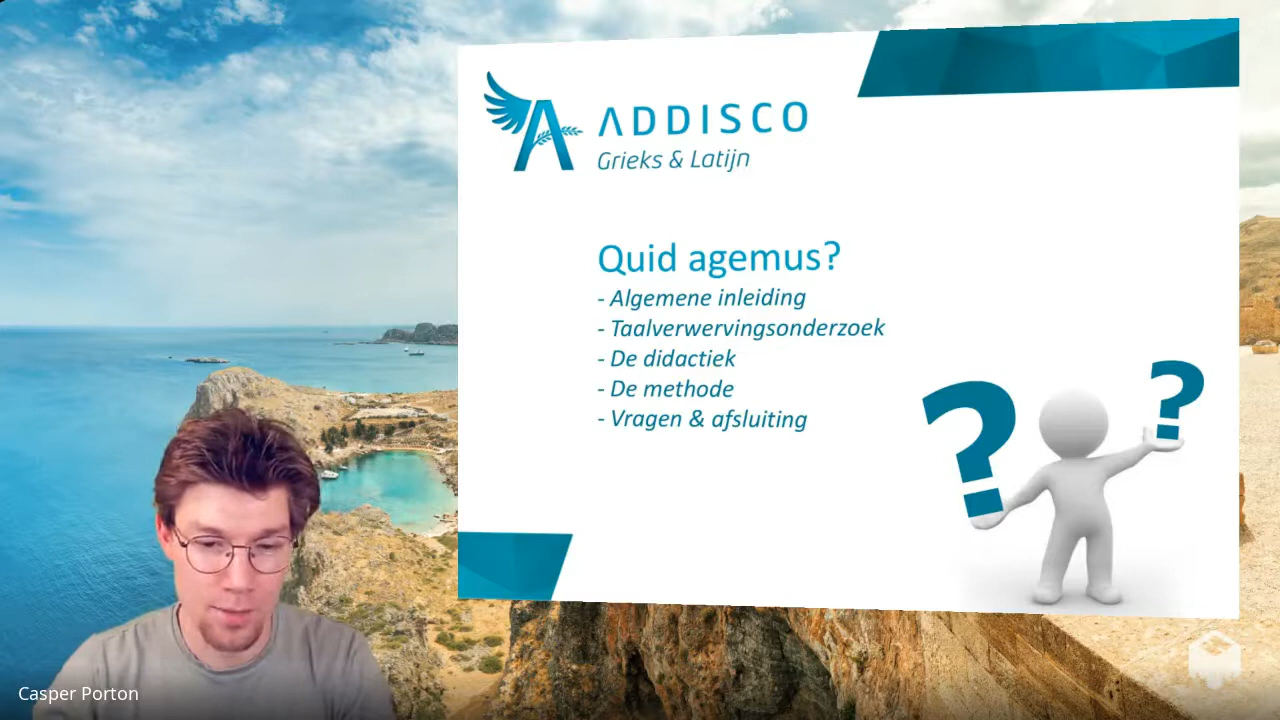 ADDISCO
Grieks & Latijn
Quid agemus?
- Algemene inleiding
- Taalverwervingsonderzoek
- De didactiek
- De methode
- Vragen & afsluiting
? ?
Casper Porton